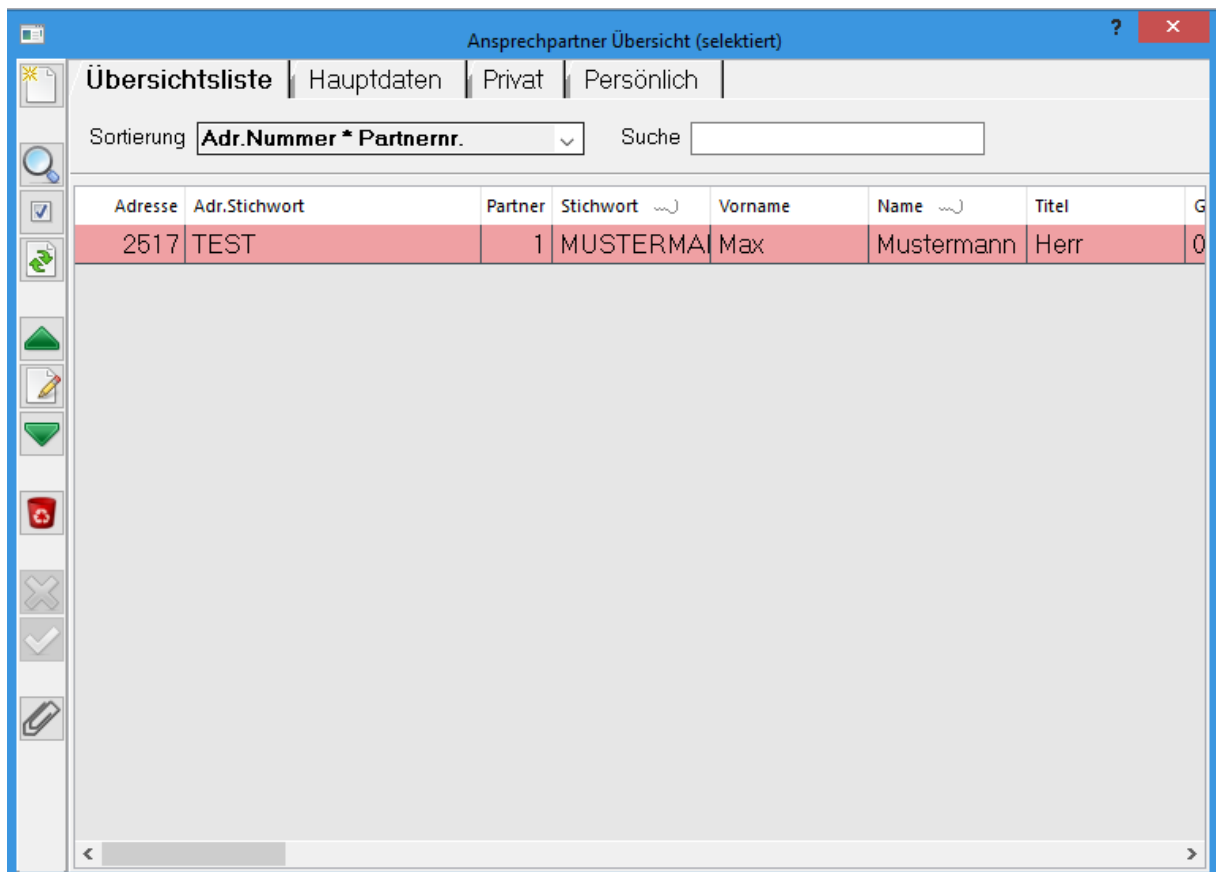 Ansprechpartner Übersicht (selektiert) ?
Übersichtsliste Hauptdaten Privat Persönlich
Sortierung Adr.Nummer * Partnernr. Suche
Adresse Adr.Stichwort Partner Stichwort Vorname Name Titel G
2517 TEST 1 MUSTERMA Max Mustermann Herr 0